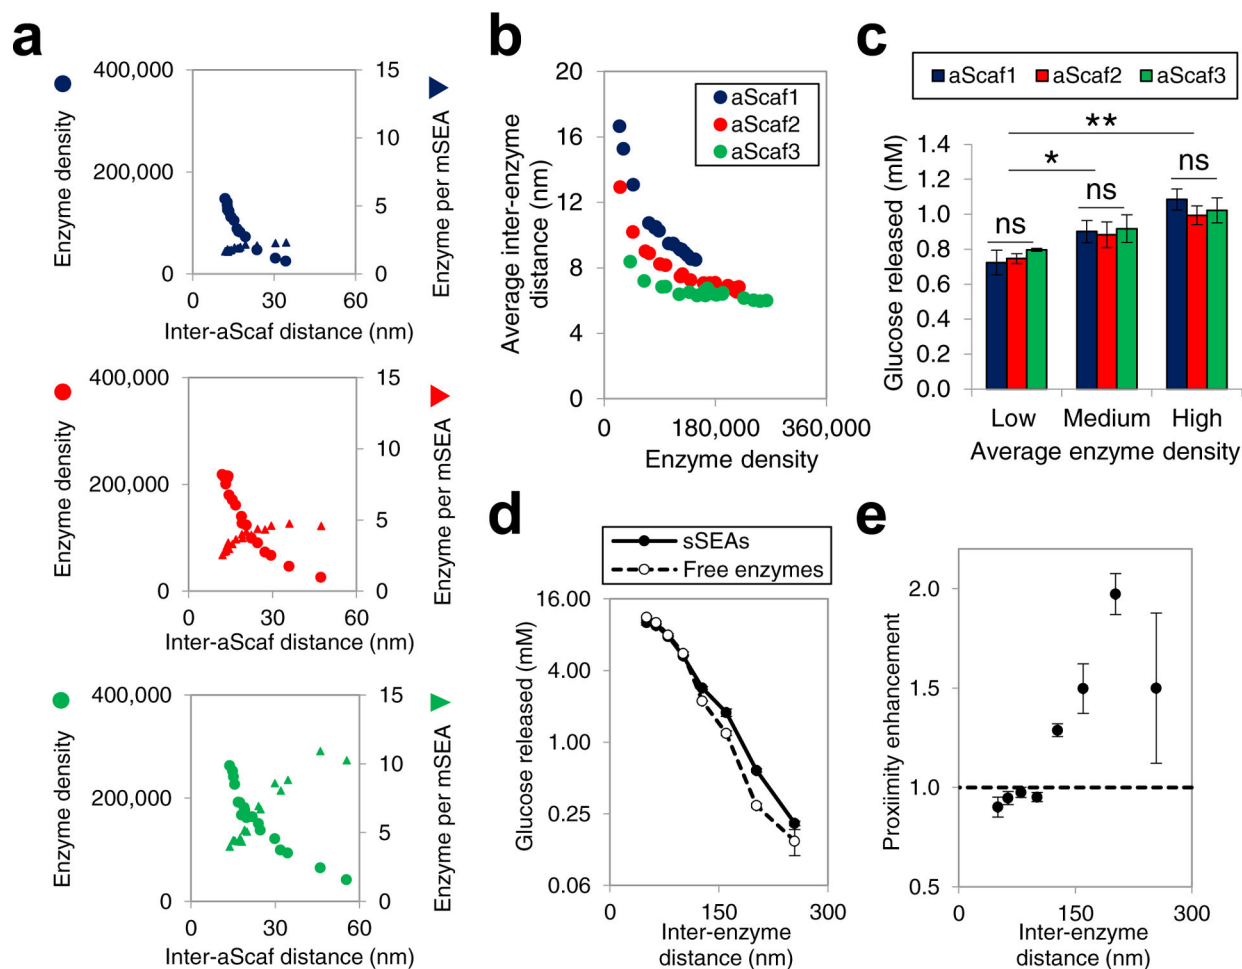 a
Enzyme density
400,000
200,000
0
15
10
5
0
Enzyme per mSEA
0
30
60
Inter-aScaf distance (nm)
Enzyme density
400,000
200,000
0
15
10
5
0
Enzyme per mSEA
0
30
60
Inter-aScaf distance (nm)
Enzyme density
400,000
200,000
0
15
10
5
0
Enzyme per mSEA
0
30
60
Inter-aScaf distance (nm)
b
Average inter-enzyme
distance (nm)
20
16
12
8
4
0
aScaf1
aScaf2
aScaf3
0
180,000
360,000
Enzyme density
c
aScaf1
aScaf2
aScaf3
Glucose released (mM)
1.4
1.2
1.0
0.8
0.6
0.4
0.2
0.0
**
*
ns
ns
ns
Low
Medium
High
Average enzyme density
d
sSEAs
Free enzymes
Glucose released (mM)
16.00
4.00
1.00
0.25
0.06
0
150
300
Inter-enzyme
distance (nm)
e
Proxiimity enhancement
2.0
1.5
1.0
0.5
0
150
300
Inter-enzyme
distance (nm)